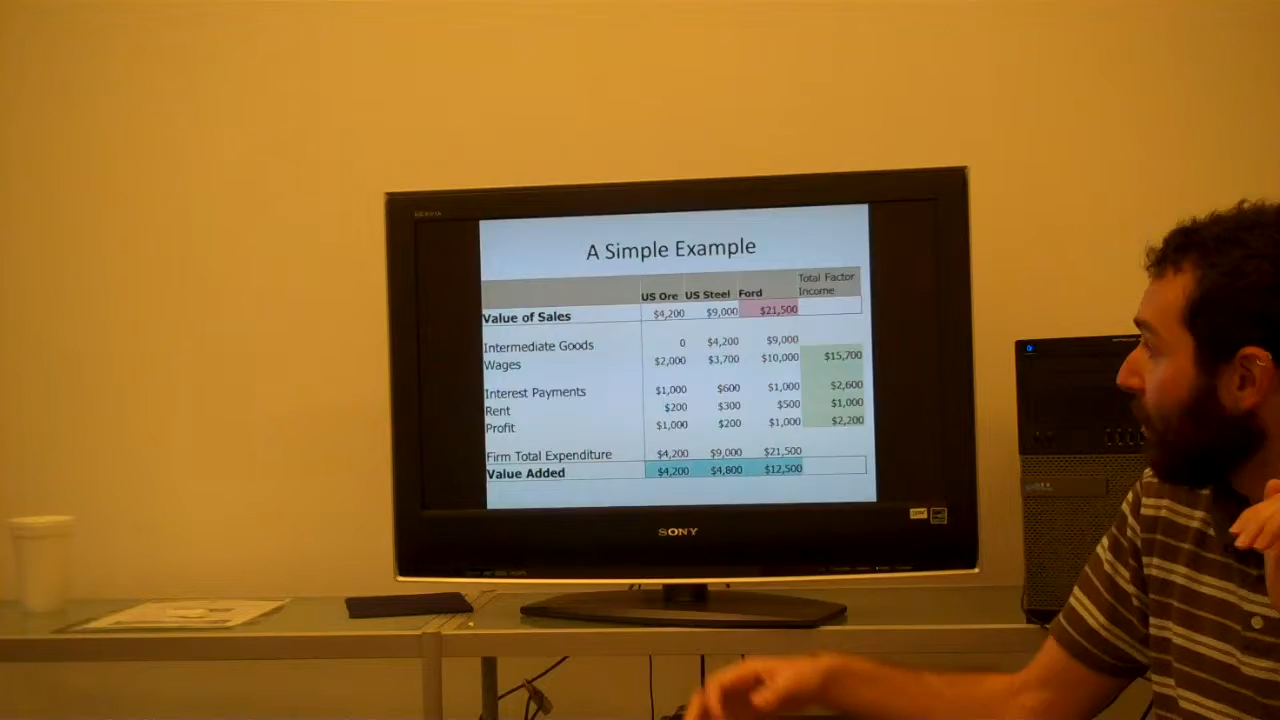 A Simple Example
Total Factor
Income
US Ore US Steel Ford
Value of Sales $4,200 $9,000 $21,500
Intermediate Goods 0 $4,200 $9,000
Wages $2,000 $3,700 $10,000 $15,700
Interest Payments $1,000 $600 $1,000 $2,600
Rent $200 $300 $500 $1,000
Profit $1,000 $200 $1,000 $2,200
Firm Total Expenditure $4,200 $9,000 $21,500
Value Added $4,200 $4,800 $12,500
SONY